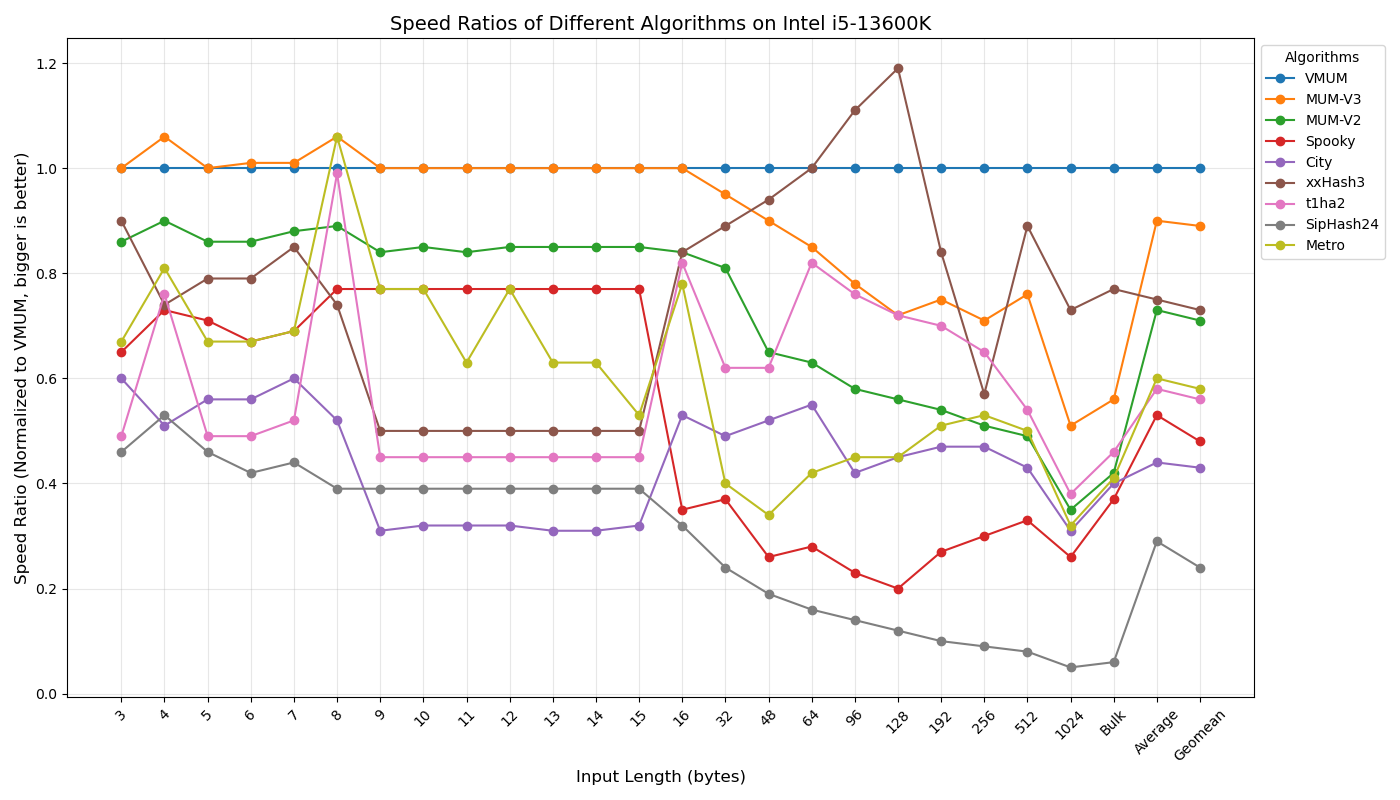 Speed Ratios of Different Algorithms on Intel i5-13600K
Speed Ratio (Normalized to VMUM, bigger is better)
1.2
1.0
0.8
0.6
0.4
0.2
0.0
3 4 5 6 7 8 9 10 11 12 13 14 15 16 32 48 64 96 128 192 256 512 1024 Bulk Average Geomean
Input Length (bytes)
Algorithms
VMUM
MUM-V3
MUM-V2
Spooky
City
xxHash3
t1ha2
SipHash24
Metro